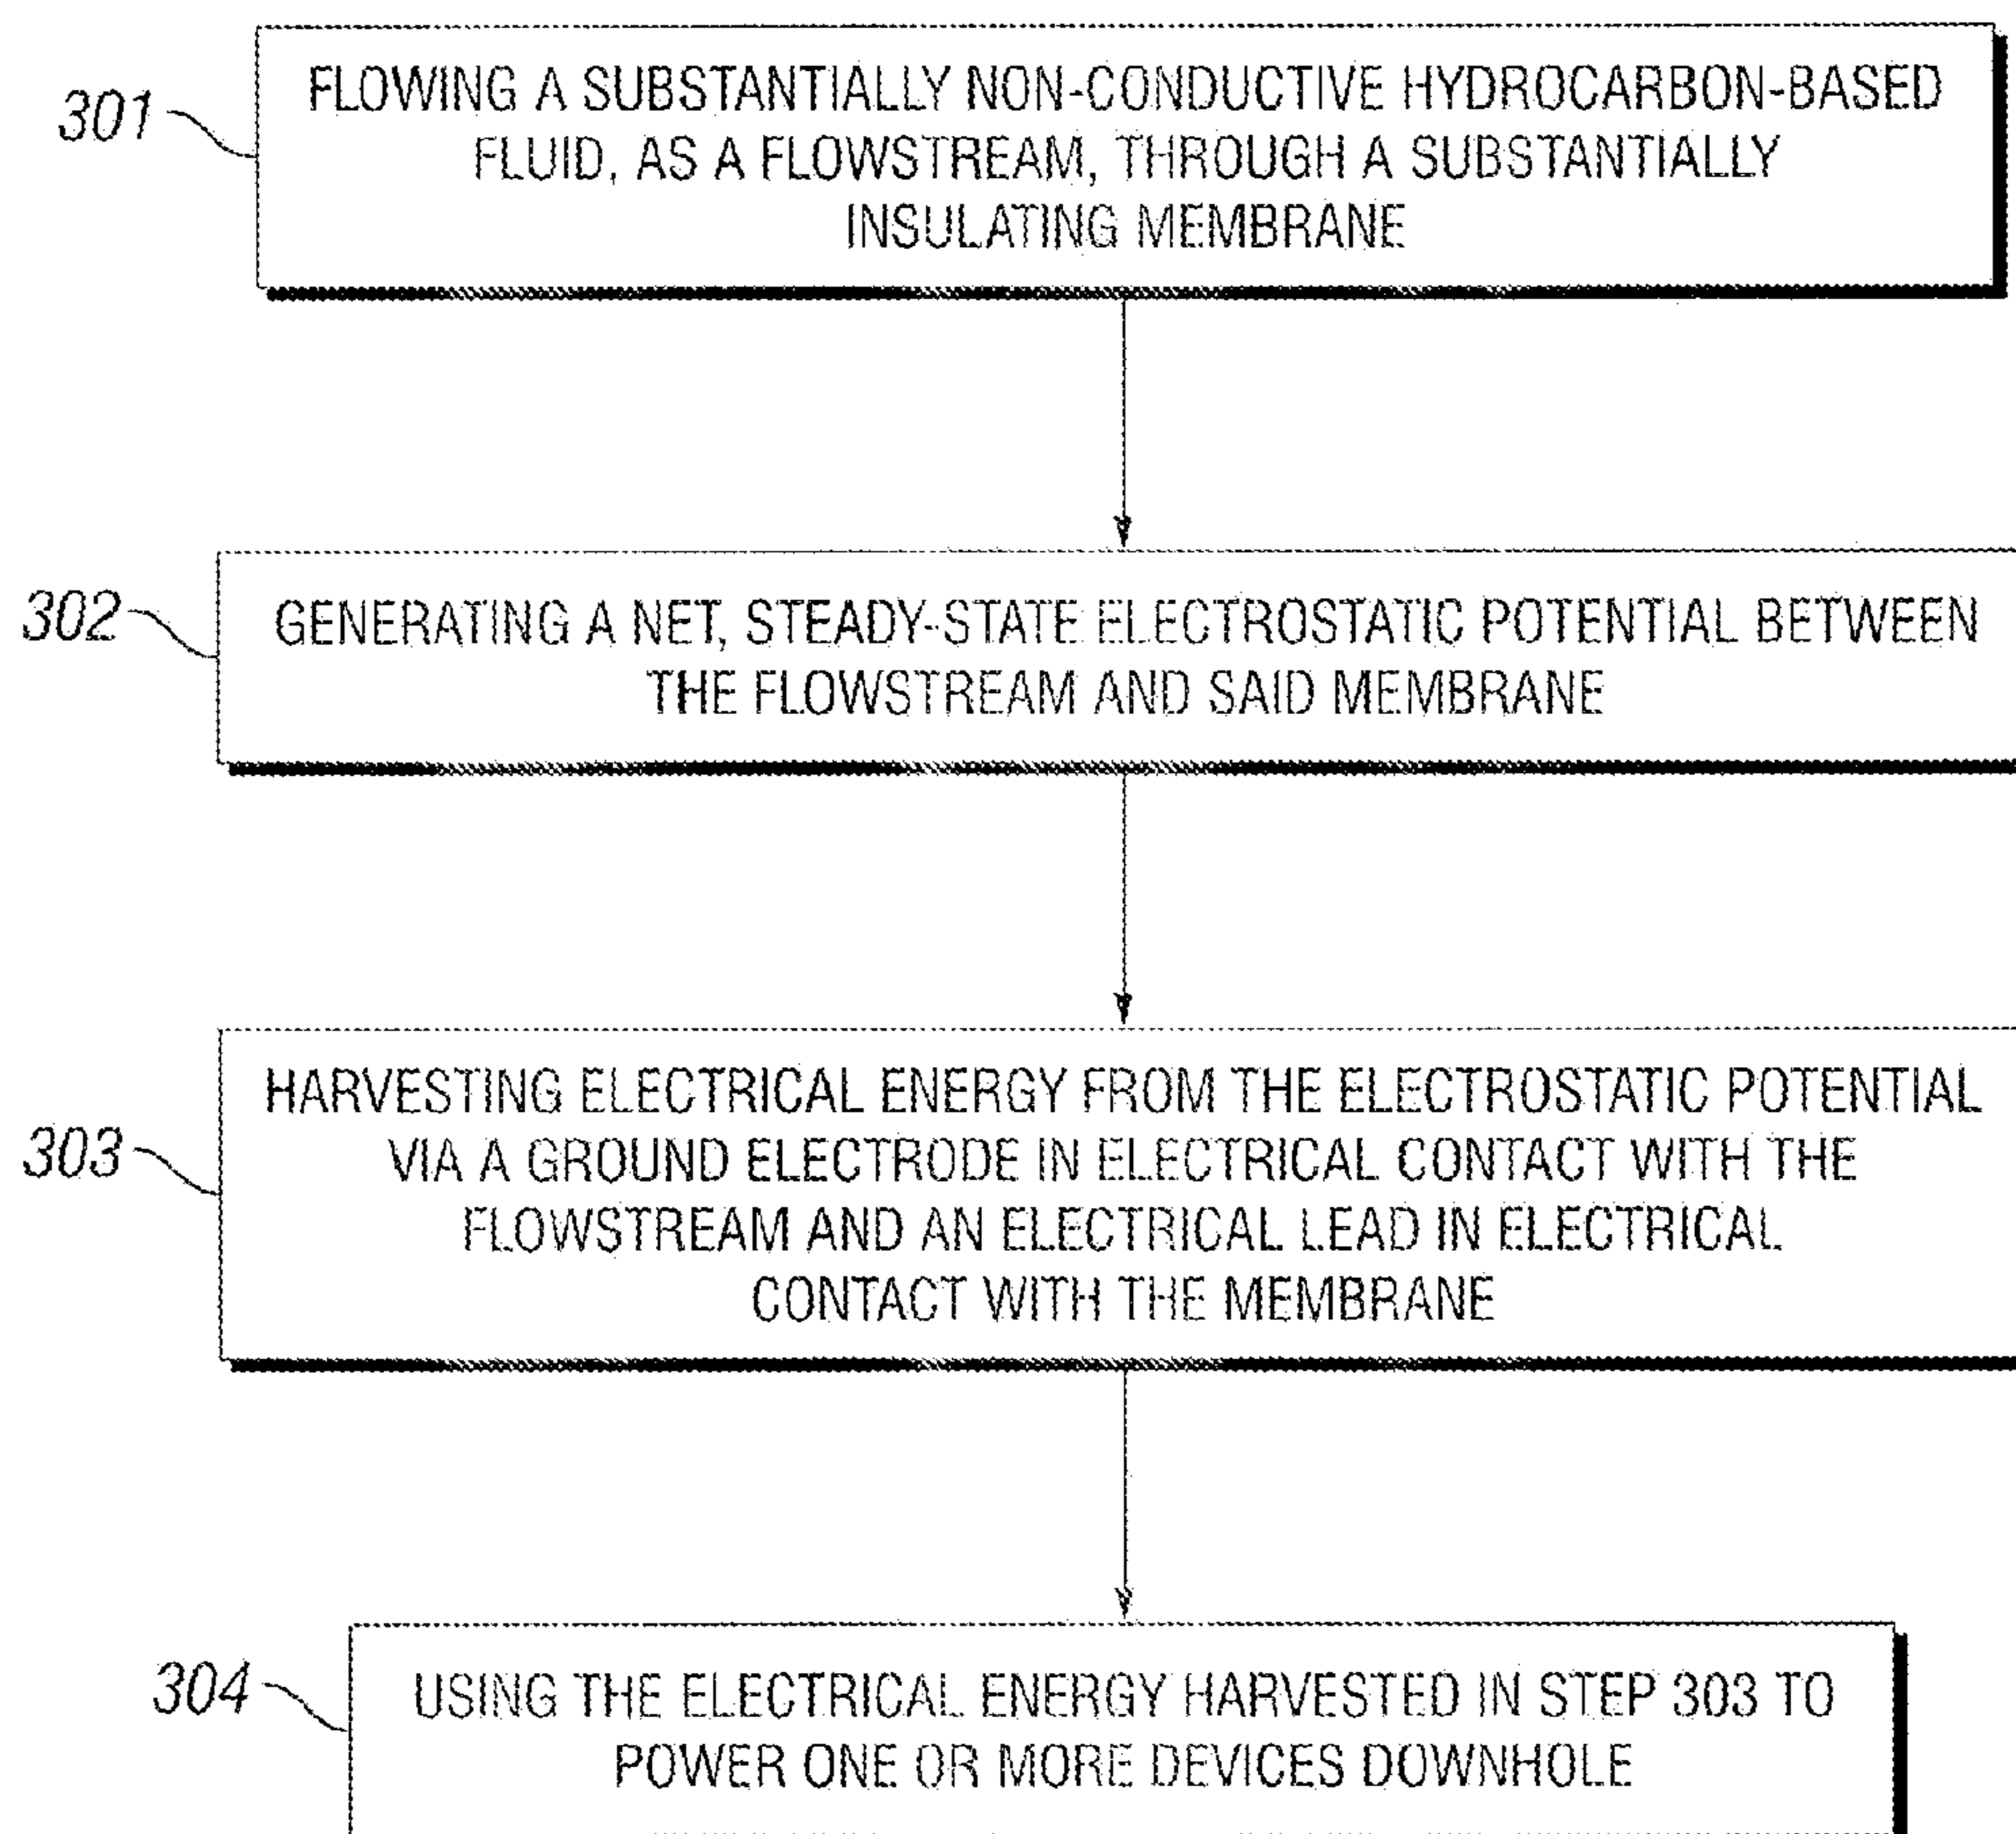 301
FLOWING A SUBSTANTIALLY NON-CONDUCTIVE HYDROCARBON-BASED
FLUID, AS A FLOWSTREAM, THROUGH A SUBSTANTIALLY
INSULATING MEMBRANE
302
GENERATING A NET, STEADY-STATE ELECTROSTATIC POTENTIAL BETWEEN
THE FLOWSTREAM AND SAID MEMBRANE
303
HARVESTING ELECTRICAL ENERGY FROM THE ELECTROSTATIC POTENTIAL
VIA A GROUND ELECTRODE IN ELECTRICAL CONTACT WITH THE
FLOWSTREAM AND AN ELECTRICAL LEAD IN ELECTRICAL
CONTACT WITH THE MEMBRANE
304
USING THE ELECTRICAL ENERGY HARVESTED IN STEP 303 TO
POWER ONE OR MORE DEVICES DOWNHOLE